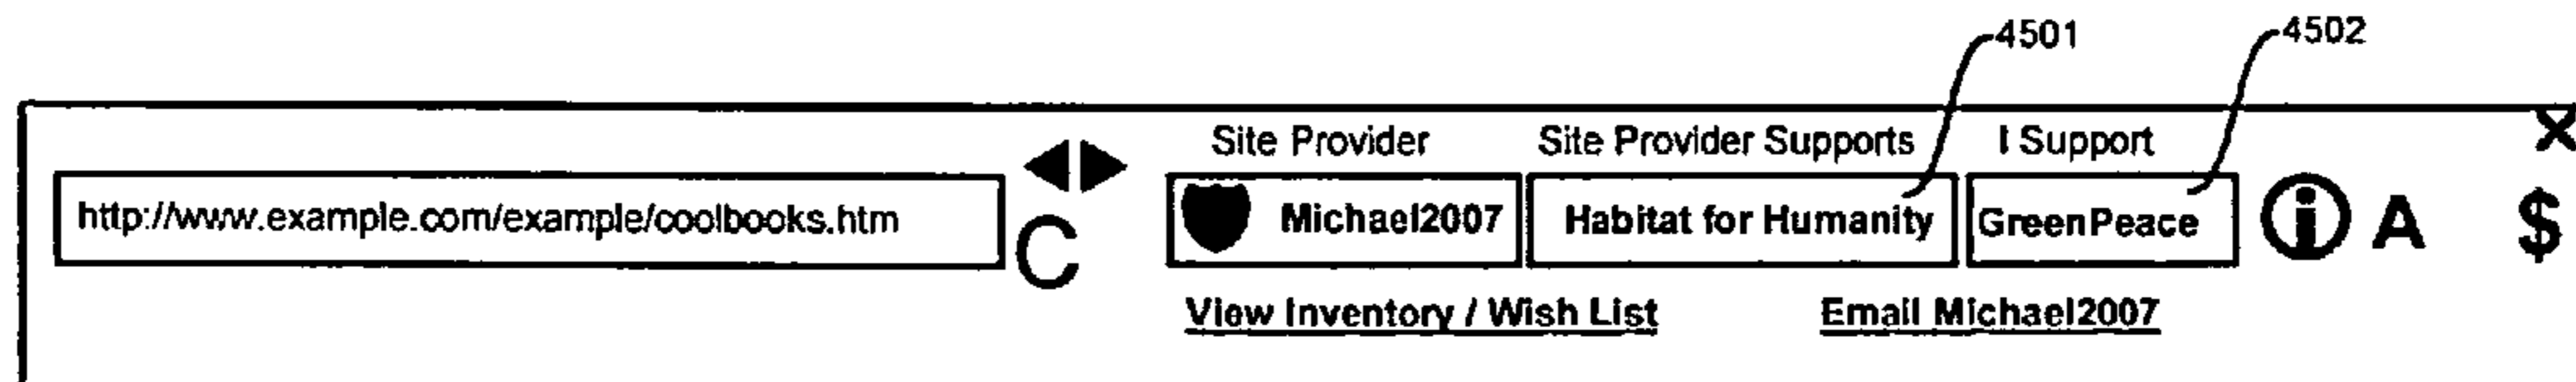 4501 4502
Site Provider Site Provider Supports I Support X
http://www.example.com/example/coolbooks.htm C Michael2007 Habitat for Humanity GreenPeace i A $
View Inventory / Wish List Email Michael2007